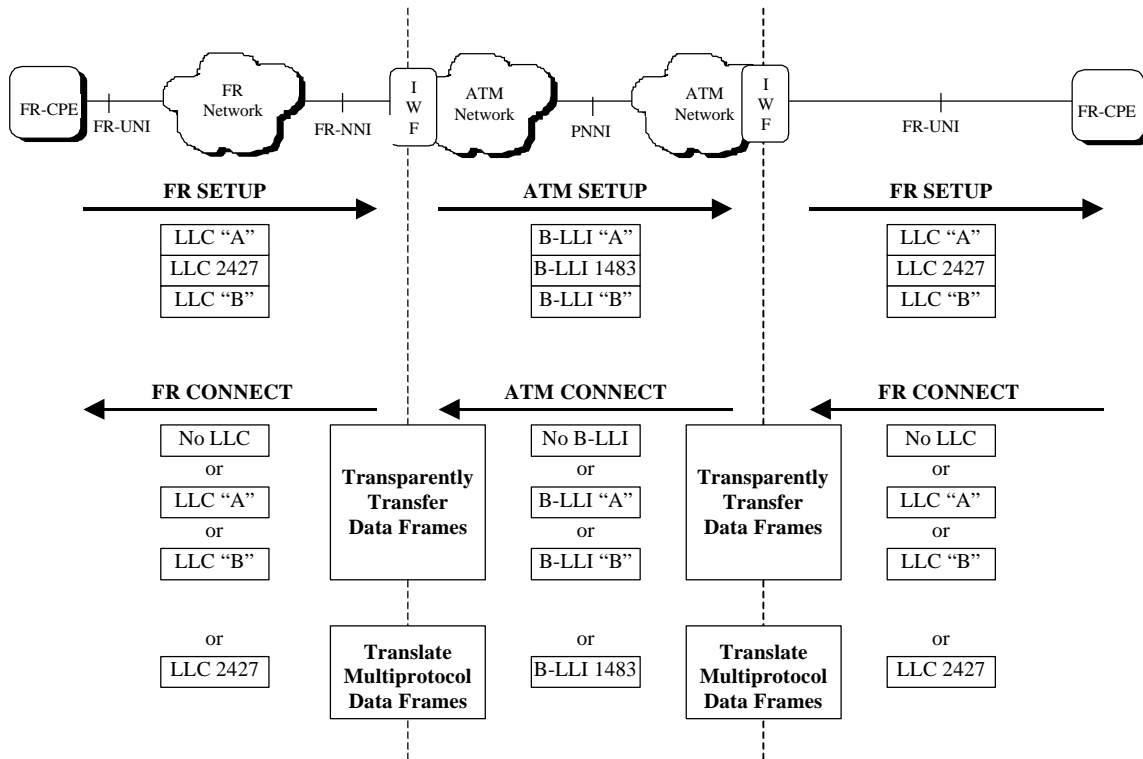 FR-CPE
FR-UNI
FR
Network
FR-NNI
I
W
F
ATM
Network
PNNI
ATM
Network
I
W
F
FR-UNI
FR-CPE
FR SETUP
ATM SETUP
FR SETUP
LLC “A”
LLC 2427
LLC “B”
B-LLI “A”
B-LLI 1483
B-LLI “B”
LLC “A”
LLC 2427
LLC “B”
FR CONNECT
ATM CONNECT
FR CONNECT
No LLC
or
LLC “A”
or
LLC “B”
Transparently
Transfer
Data Frames
No B-LLI
or
B-LLI “A”
or
B-LLI “B”
Transparently
Transfer
Data Frames
No LLC
or
LLC “A”
or
LLC “B”
or
LLC 2427
Translate
Multiprotocol
Data Frames
or
B-LLI 1483
Translate
Multiprotocol
Data Frames
or
LLC 2427